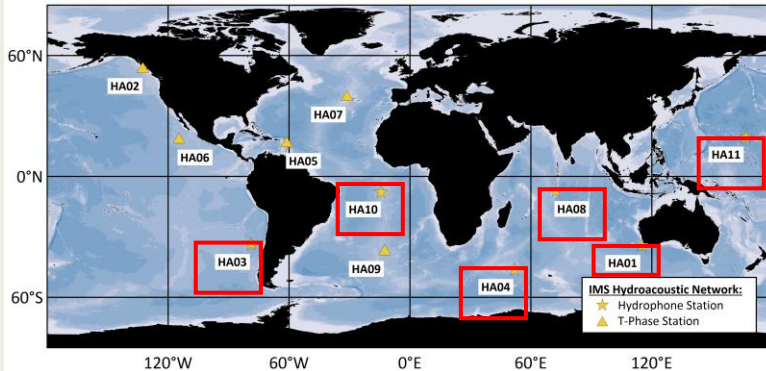 60°N
0°N
60°S
HA02
HA07
HA06
HA05
HA11
HA10
HA08
HA03
HA09
HA01
HA04
IMS Hydroacoustic Network:
Hydrophone Station
T-Phase Station
120°W
60°W
0°E
60°E
120°E